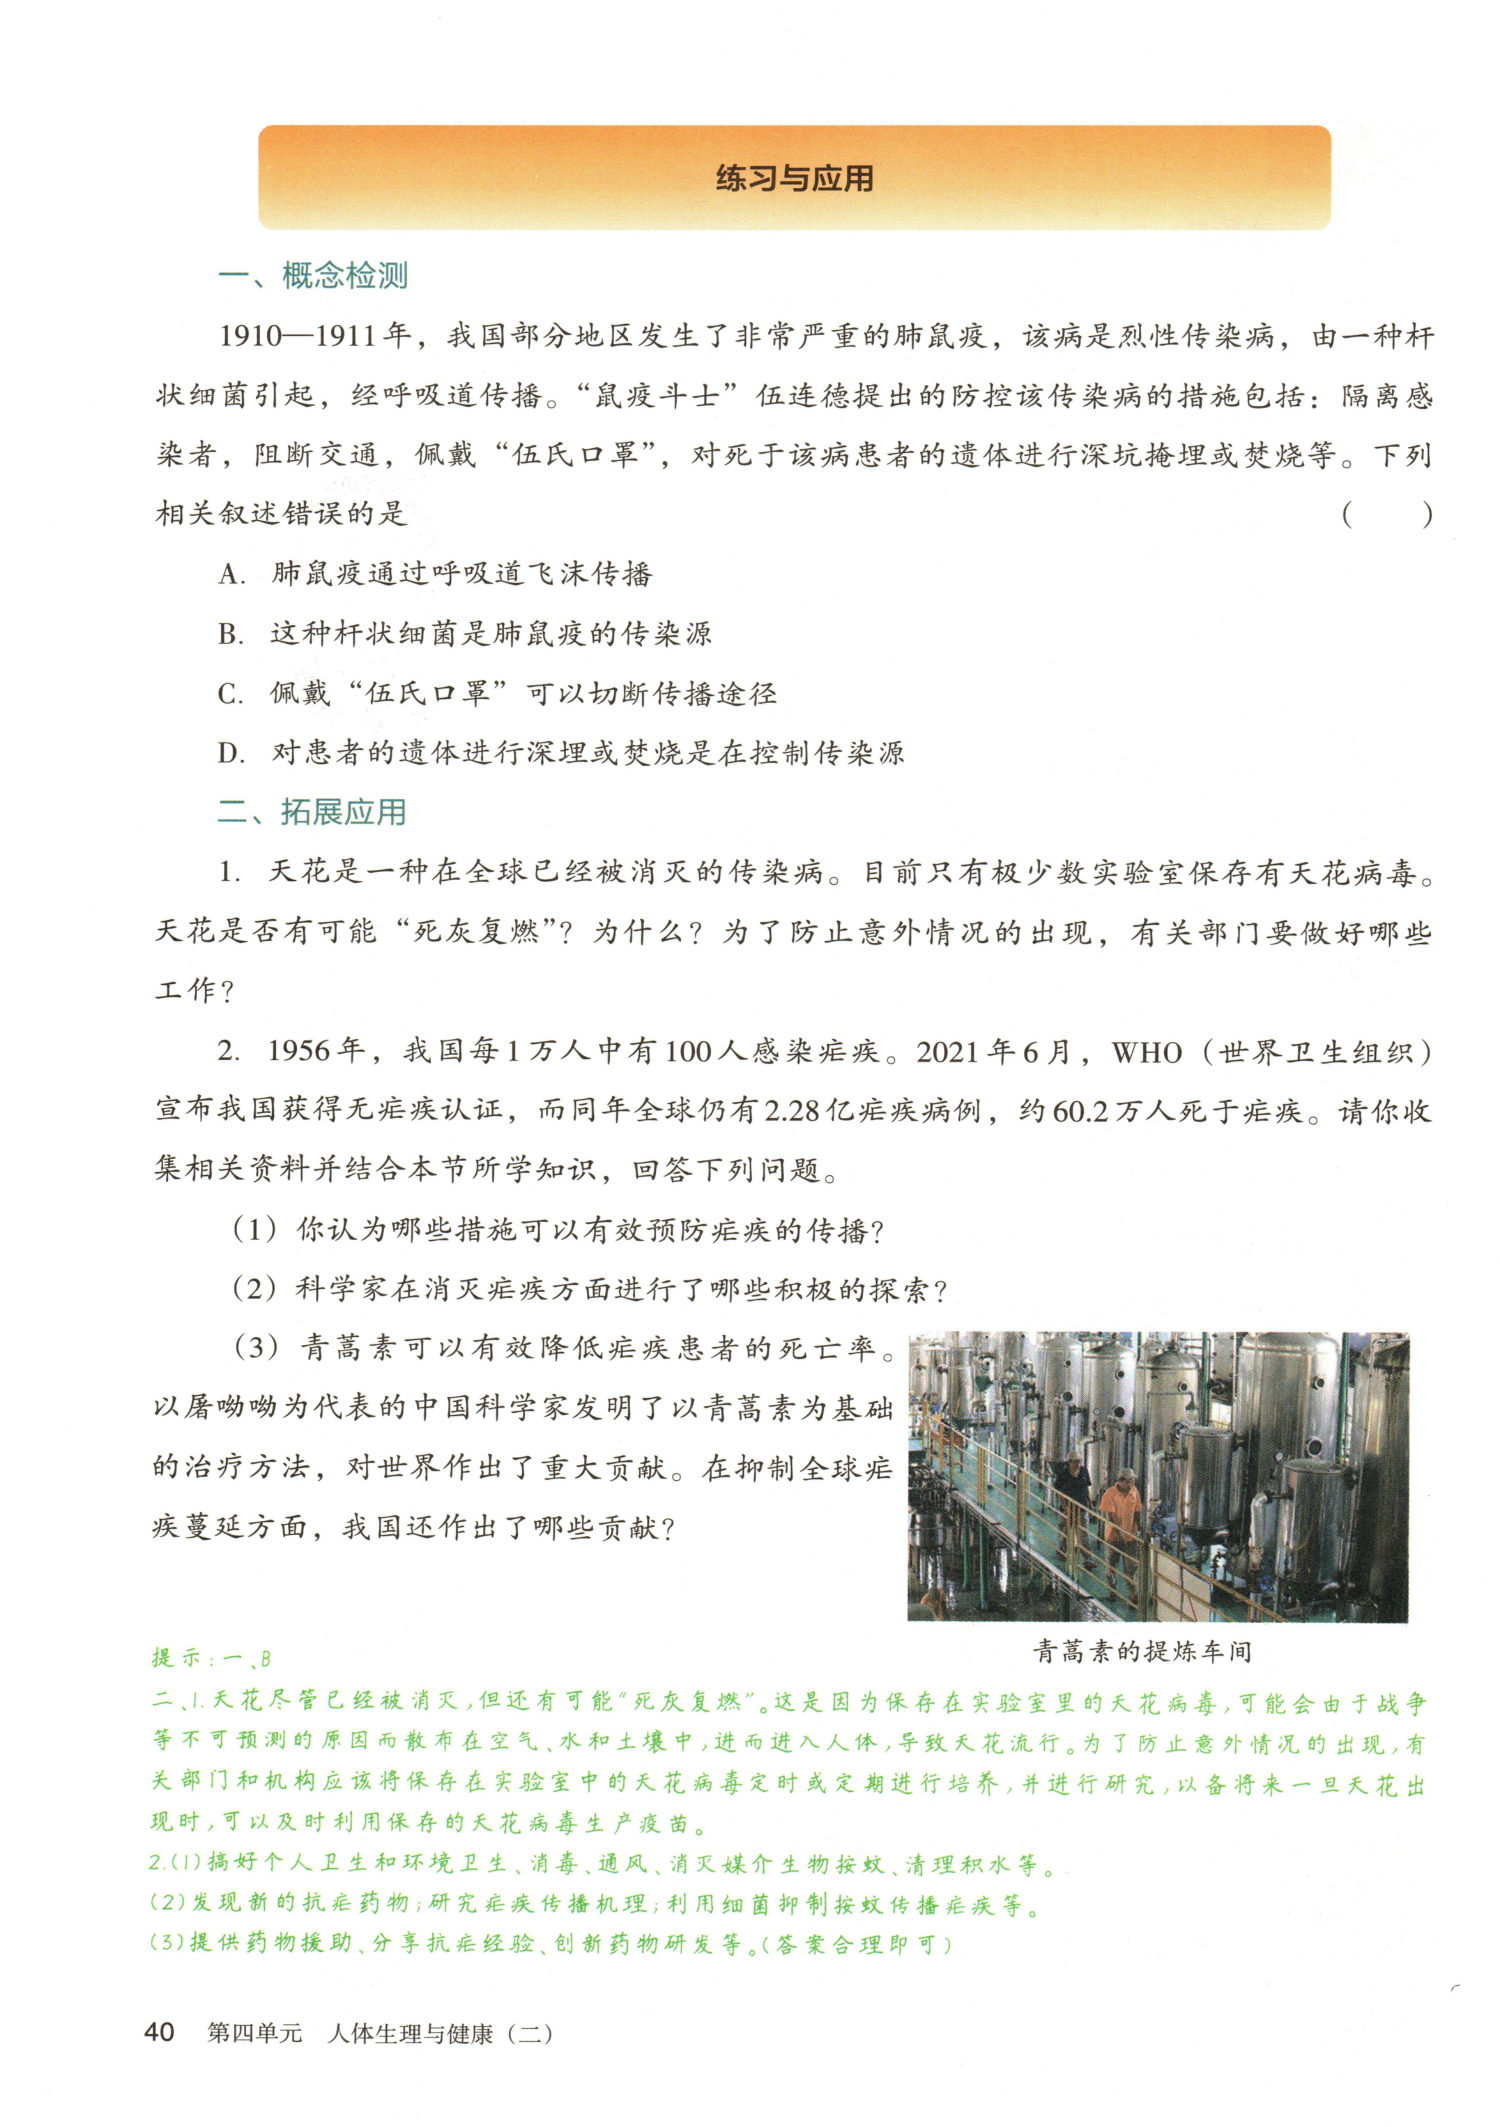 练习与应用
一、概念检测
1910—1911年，我国部分地区发生了非常严重的肺鼠疫，该病是烈性传染病，由一种杆
状细菌引起，经呼吸道传播。“鼠疫斗士”伍连德提出的防控该传染病的措施包括：隔离感
染者，阻断交通，佩戴“伍氏口罩”，对死于该病患者的遗体进行深坑掩埋或焚烧等。下列
相关叙述错误的是（　　）
A. 肺鼠疫通过呼吸道飞沫传播
B. 这种杆状细菌是肺鼠疫的传染源
C. 佩戴“伍氏口罩”可以切断传播途径
D. 对患者的遗体进行深埋或焚烧是在控制传染源
二、拓展应用
1. 天花是一种在全球已经被消灭的传染病。目前只有极少数实验室保存有天花病毒。
天花是否有可能“死灰复燃”？为什么？为了防止意外情况的出现，有关部门要做好哪些
工作？
2. 1956年，我国每1万人中有100人感染疟疾。2021年6月，WHO（世界卫生组织）
宣布我国获得无疟疾认证，而同年全球仍有2.28亿疟疾病例，约60.2万人死于疟疾。请你收
集相关资料并结合本节所学知识，回答下列问题。
（1）你认为哪些措施可以有效预防疟疾的传播？
（2）科学家在消灭疟疾方面进行了哪些积极的探索？
（3）青蒿素可以有效降低疟疾患者的死亡率。
以屠呦呦为代表的中国科学家发明了以青蒿素为基础
的治疗方法，对世界作出了重大贡献。在抑制全球疟
疾蔓延方面，我国还作出了哪些贡献？
青蒿素的提炼车间
提示:一、B
二、1.天花尽管已经被消灭,但还有可能“死灰复燃”。这是因为保存在实验室里的天花病毒,可能会由于战争
等不可预测的原因而散布在空气、水和土壤中,进而进入人体,导致天花流行。为了防止意外情况的出现,有
关部门和机构应该将保存在实验室中的天花病毒定时或定期进行培养,并进行研究,以备将来一旦天花出
现时,可以及时利用保存的天花病毒生产疫苗。
2.(1)搞好个人卫生和环境卫生、消毒、通风、消灭媒介生物按蚊、清理积水等。
(2)发现新的抗疟药物;研究疟疾传播机理;利用细菌抑制按蚊传播疟疾等。
(3)提供药物援助、分享抗疟经验、创新药物研发等。(答案合理即可)
40 第四单元 人体生理与健康（二）